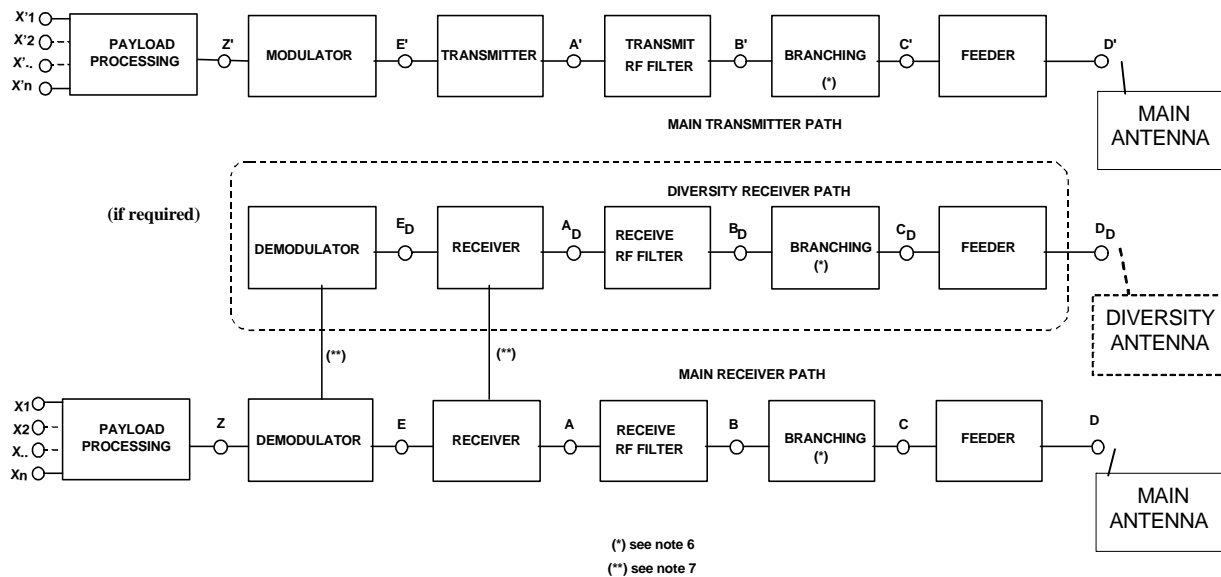 X'1
X'2
X'..
X'n
PAYLOAD
PROCESSING
Z'
MODULATOR
E'
TRANSMITTER
A'
TRANSMIT
RF FILTER
B'
BRANCHING
(*)
C'
FEEDER
D'
MAIN
ANTENNA
MAIN TRANSMITTER PATH
(if required)
DIVERSITY RECEIVER PATH
DEMODULATOR
ED
RECEIVER
AD
RECEIVE
RF FILTER
BD
BRANCHING
(*)
CD
FEEDER
DD
DIVERSITY
ANTENNA
(**)
(**)
MAIN RECEIVER PATH
X1
X2
X..
Xn
PAYLOAD
PROCESSING
Z
DEMODULATOR
E
RECEIVER
A
RECEIVE
RF FILTER
B
BRANCHING
(*)
C
FEEDER
D
MAIN
ANTENNA
(*) see note 6
(**) see note 7